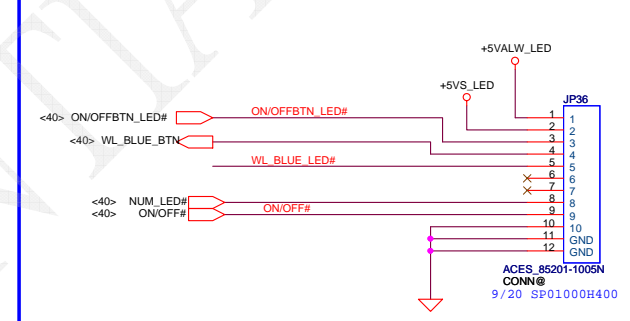 +5VALW_LED
+5VS_LED
JP36
<40> ON/OFFBTN_LED# ON/OFFBTN_LED#
<40> WL_BLUE_BTN
WL_BLUE_LED#
<40> NUM_LED#
<40> ON/OFF# ON/OFF#
1 1
2 2
3 3
4 4
5 5
6 6
7 7
8 8
9 9
10 10
11 GND
12 GND
ACES_85201-1005N
CONN@
9/20 SP01000H400